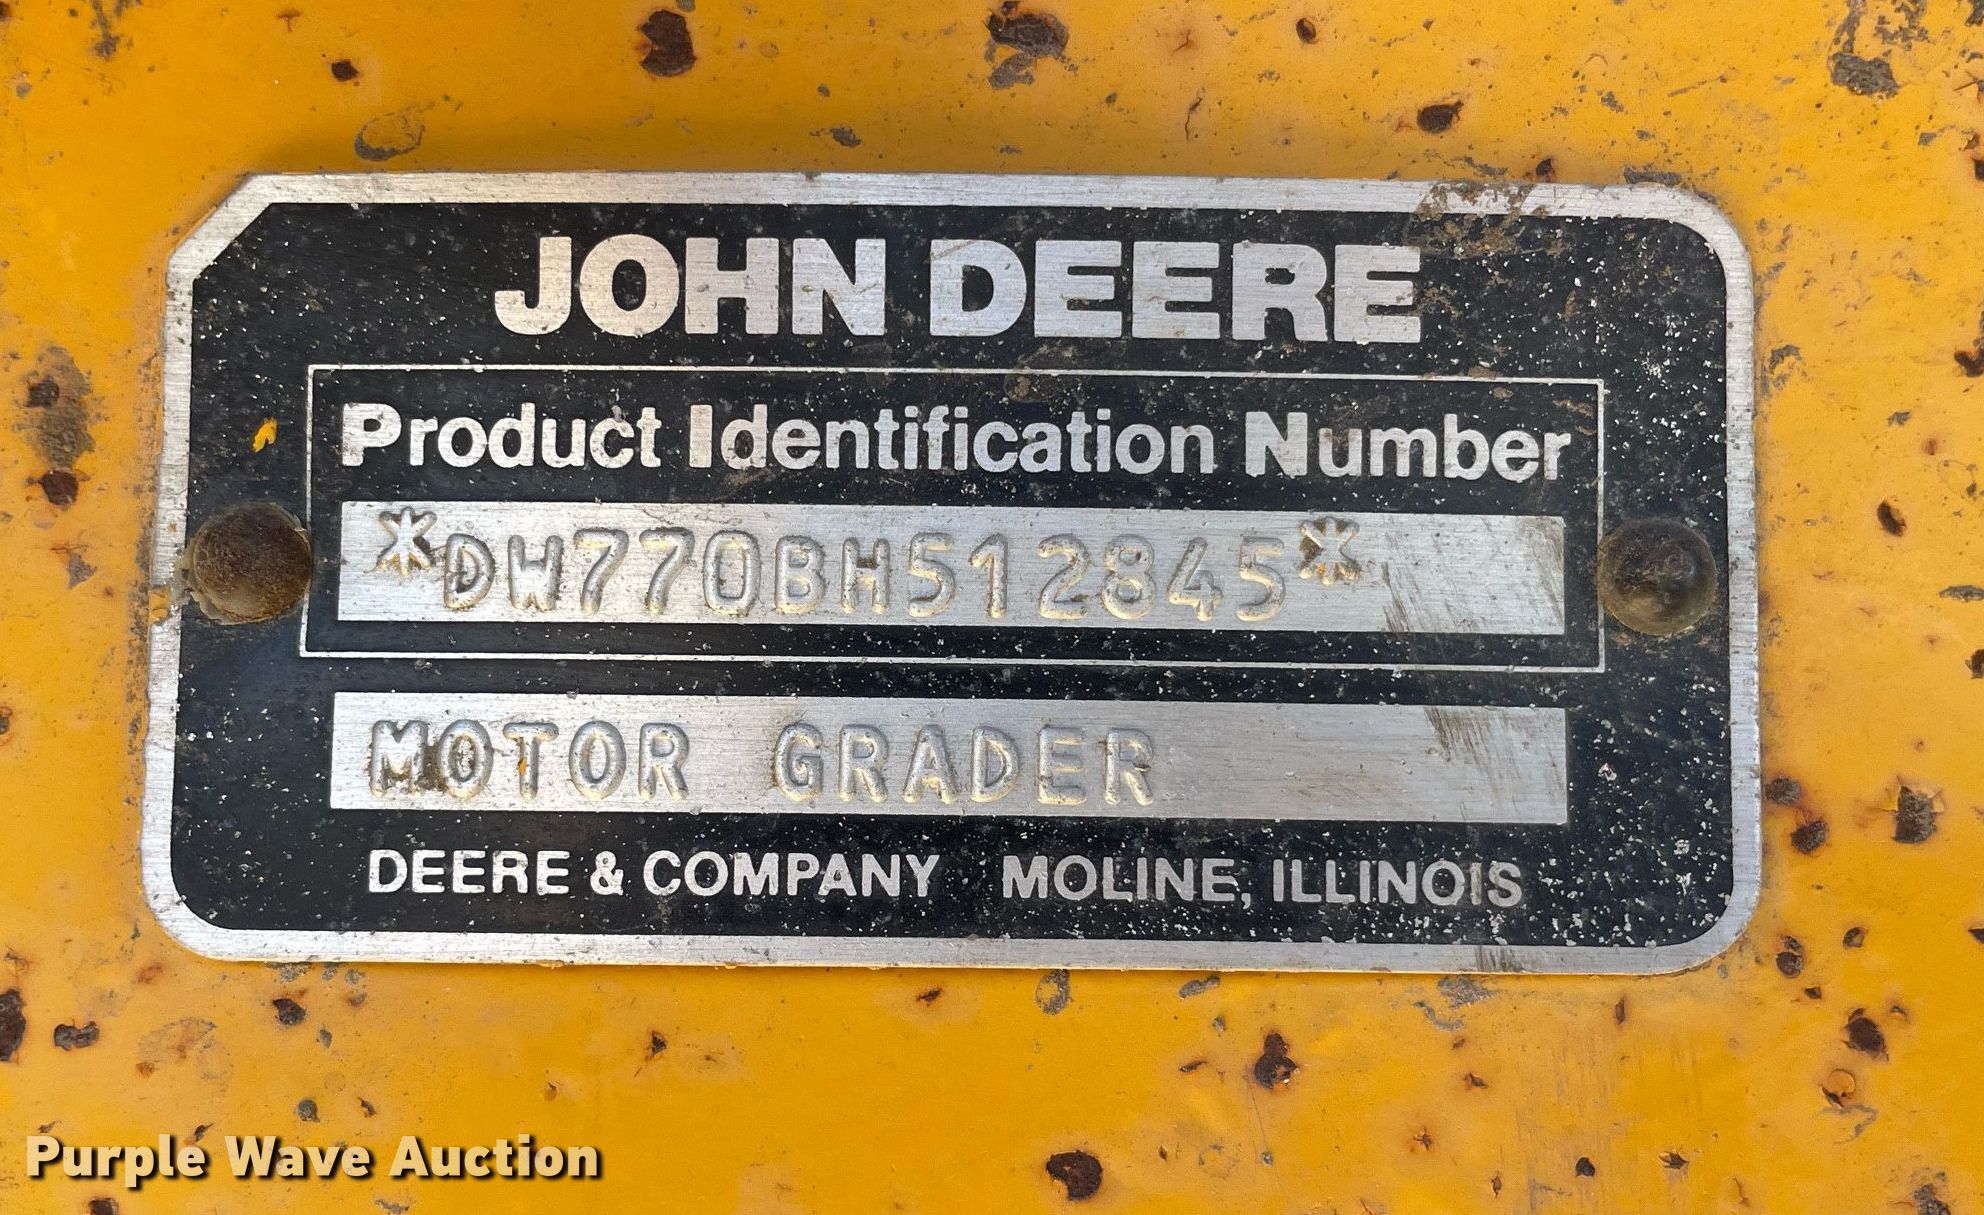 JOHN DEERE
Product Identification Number
*DW770BH512845*
MOTOR GRADER
DEERE & COMPANY MOLINE, ILLINOIS
Purple Wave Auction